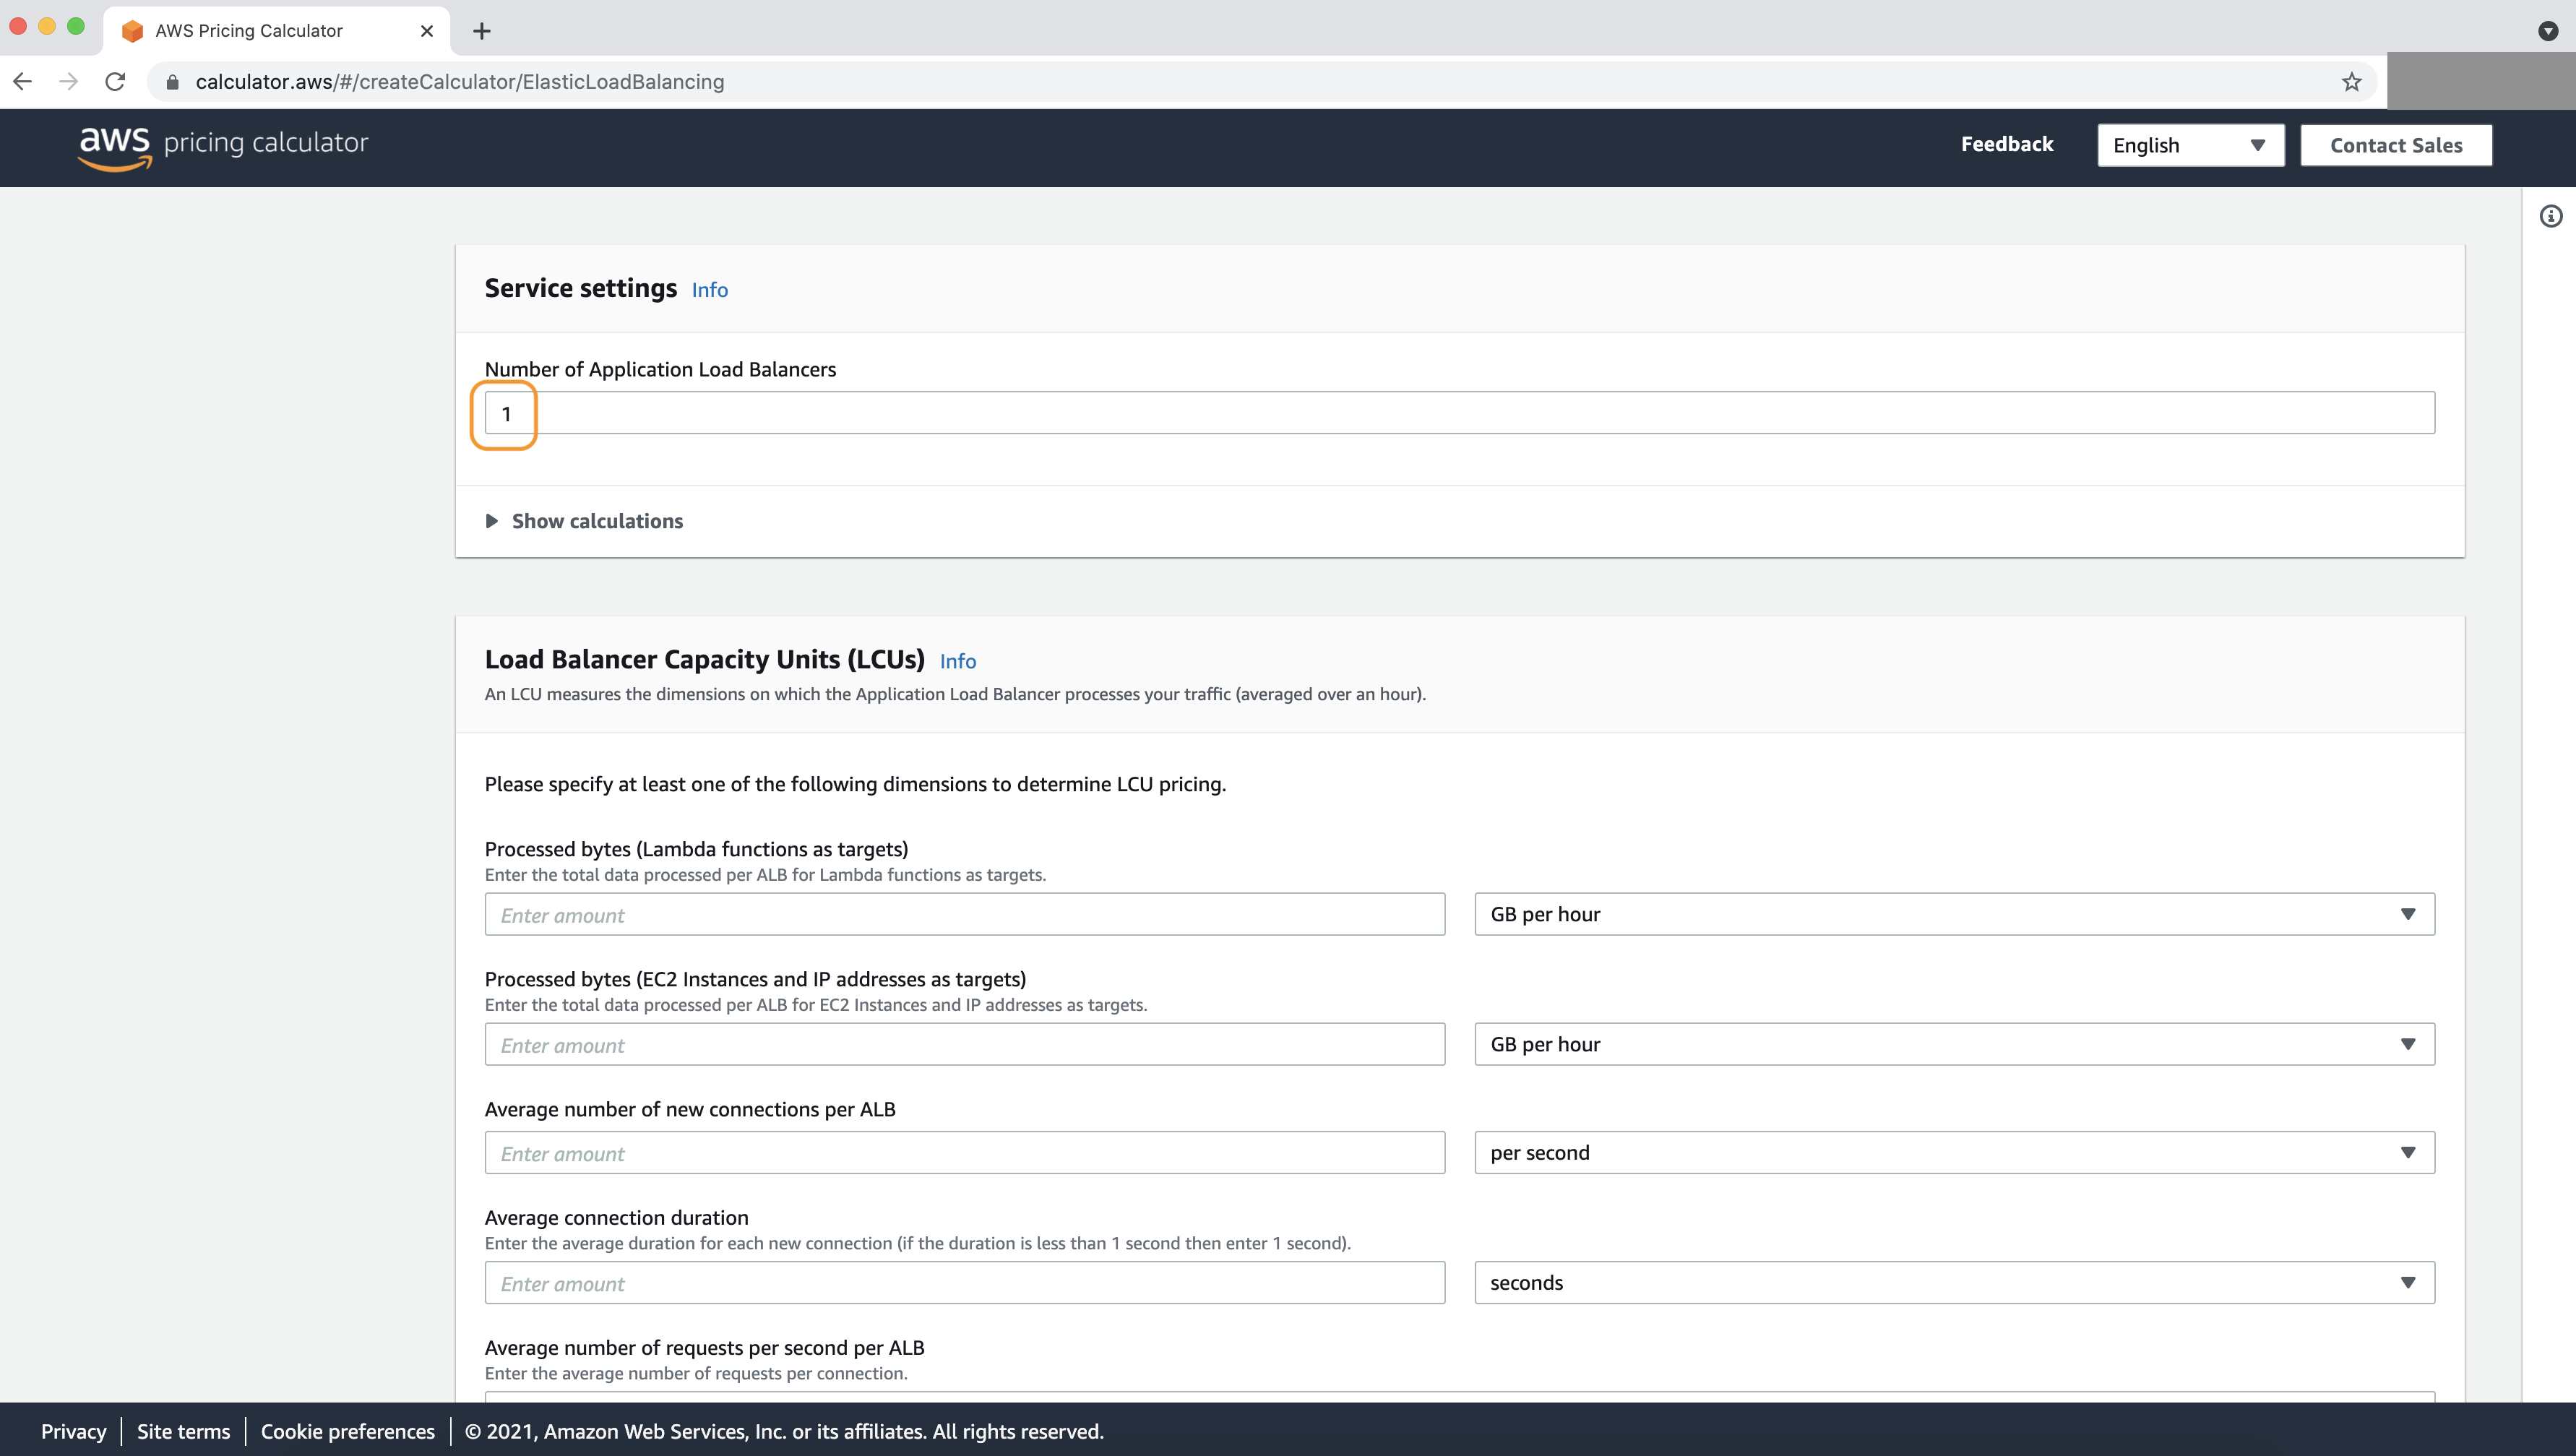 AWS Pricing Calculator
calculator.aws/#/createCalculator/ElasticLoadBalancing
aws pricing calculator
Feedback
English
Contact Sales
Service settings Info
Number of Application Load Balancers
1
Show calculations
Load Balancer Capacity Units (LCUs) Info
An LCU measures the dimensions on which the Application Load Balancer processes your traffic (averaged over an hour).
Please specify at least one of the following dimensions to determine LCU pricing.
Processed bytes (Lambda functions as targets)
Enter the total data processed per ALB for Lambda functions as targets.
Enter amount
GB per hour
Processed bytes (EC2 Instances and IP addresses as targets)
Enter the total data processed per ALB for EC2 Instances and IP addresses as targets.
Enter amount
GB per hour
Average number of new connections per ALB
Enter amount
per second
Average connection duration
Enter the average duration for each new connection (if the duration is less than 1 second then enter 1 second).
Enter amount
seconds
Average number of requests per second per ALB
Enter the average number of requests per connection.
Privacy
Site terms
Cookie preferences
© 2021, Amazon Web Services, Inc. or its affiliates. All rights reserved.